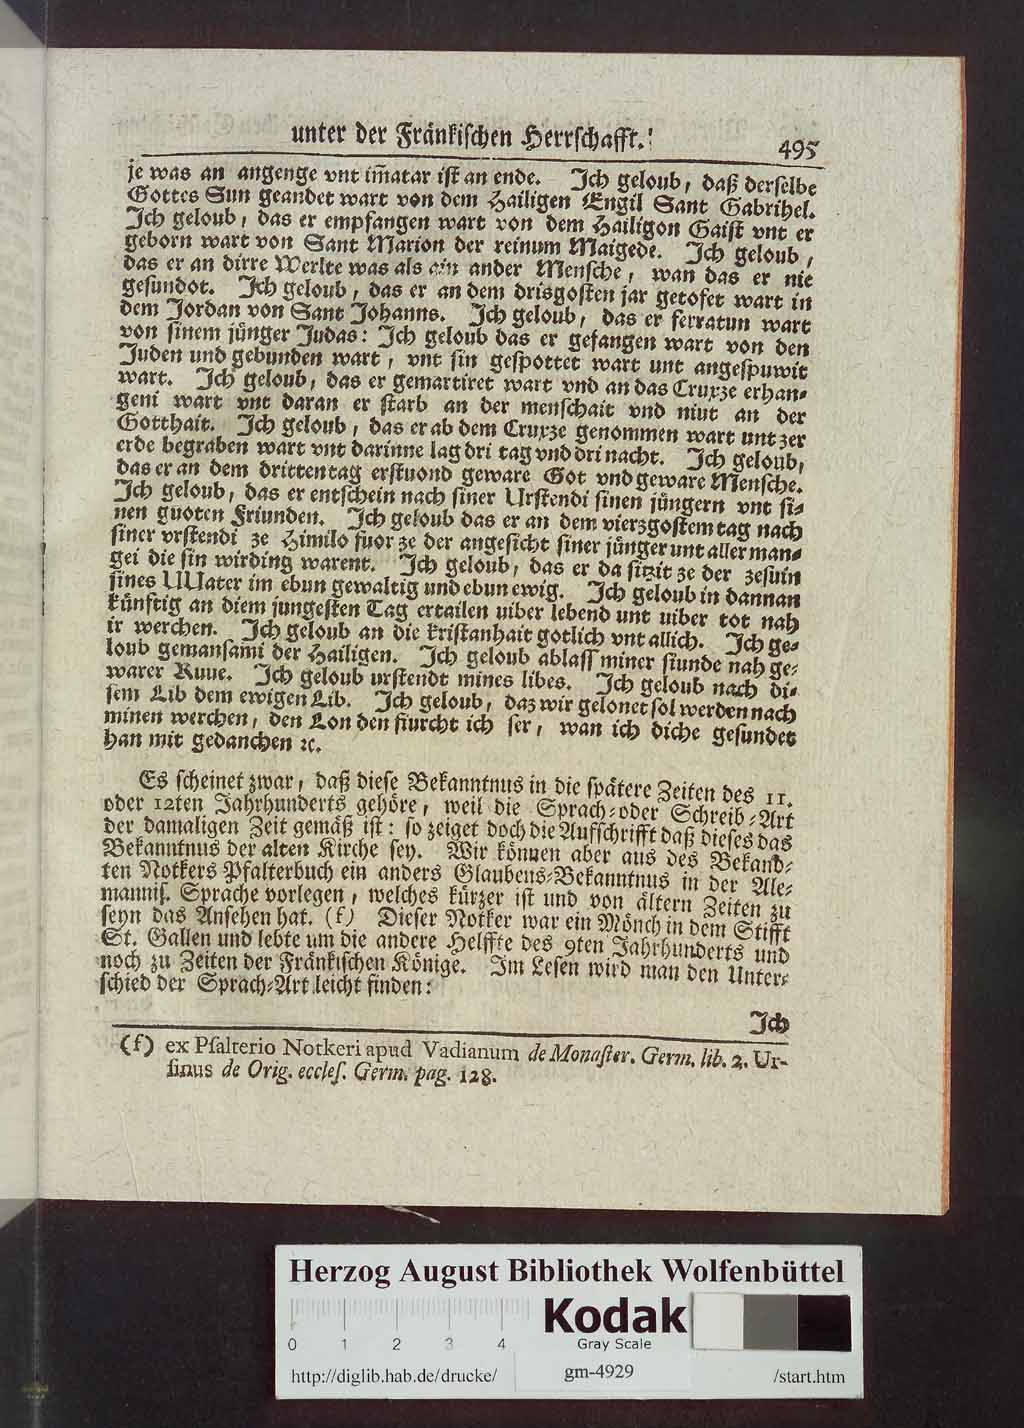 unter der Fränkischen Herrschafft.
495
je was an angenge vnt im̄atar ist an ende. Ich geloub, daß derselbe
Gottes Sun geandet wart von dem Hailigen Engil Sant Gabrihel.
Ich geloub, das er empfangen wart von dem Hailigon Gaist vnt er
geborn wart von Sant Marion der reinum Maigede. Ich geloub,
das er an dirre Werlte was als ain ander Mensche, wan das er nie
gesundot. Ich geloub, das er an dem drisgosten jar getofet wart in
dem Jordan von Sant Johanns. Ich geloub, das er ferratun wart
von sinem jünger Judas: Ich geloub das er gefangen wart von den
Juden und gebunden wart, vnt sin gespottet wart unt angespuwit
wart. Ich geloub, das er gemartiret wart vnd an das Cruxze erhan-
geni wart vnt daran er starb an der menschait vnd niut an der
Gotthait. Ich geloub, das er ab dem Cruxze genommen wart unt zer
erde begraben wart vnt darinne lag dri tag vnd dri nacht. Ich geloub,
das er an dem dritten tag erstuond geware Got vnd geware Mensche.
Ich geloub, das er entschein nach siner Urstendi sinen jüngern vnt si-
nen guoten Friunden. Ich geloub das er an dem vierzgostem tag nach
siner vrstendi ze Himilo fuor ze der angesicht siner jünger unt aller man-
gei die sin wirding warent. Ich geloub, das er da sitzit ze der zesuin
sines VVater im ebun gewaltig und ebun ewig. Ich geloub in dannan
künftig an diem jungesten Tag ertailen uiber lebend unt uiber tot nah
ir werchen. Ich geloub an die kristanhait gotlich vnt allich. Ich ge-
loub gemansami der Hailigen. Ich geloub ablass miner siunde nah ge-
warer Ruue. Ich geloub urstendt mines libes. Ich geloub nach di-
sem Lib dem ewigen Lib. Ich geloub, daz wir gelonet sol werden nach
minen werchen, den Lon den fiurcht ich ser, wan ich diche gesundet
han mit gedanchen ꝛc.
Es scheinet zwar, daß diese Bekanntnus in die spätere Zeiten des 11.
oder 12ten Jahrhunderts gehöre, weil die Sprach-oder Schreib-Art
der damaligen Zeit gemäß ist: so zeiget doch die Aufschrifft daß dieses das
Bekanntnus der alten Kirche sey. Wir können aber aus des Bekand-
ten Notkers Psalterbuch ein anders Glaubens-Bekanntnus in der Ale-
mannis. Sprache vorlegen, welches kürzer ist und von ältern Zeiten zu
seyn das Ansehen hat. (f) Dieser Notker war ein Mönch in dem Stifft
St. Gallen und lebte um die andere Helffte des 9ten Jahrhunderts und
noch zu Zeiten der Fränkischen Könige. Im Lesen wird man den Unter-
schied der Sprach-Art leicht finden:
Ich
(f) ex Psalterio Notkeri apud Vadianum de Monaster. Germ. lib. 2. Ur-
sinus de Orig. eccles. Germ. pag. 128.
Herzog August Bibliothek Wolfenbüttel
0 1 2 3 4
Kodak
Gray Scale
http://diglib.hab.de/drucke/
gm-4929
/start.htm